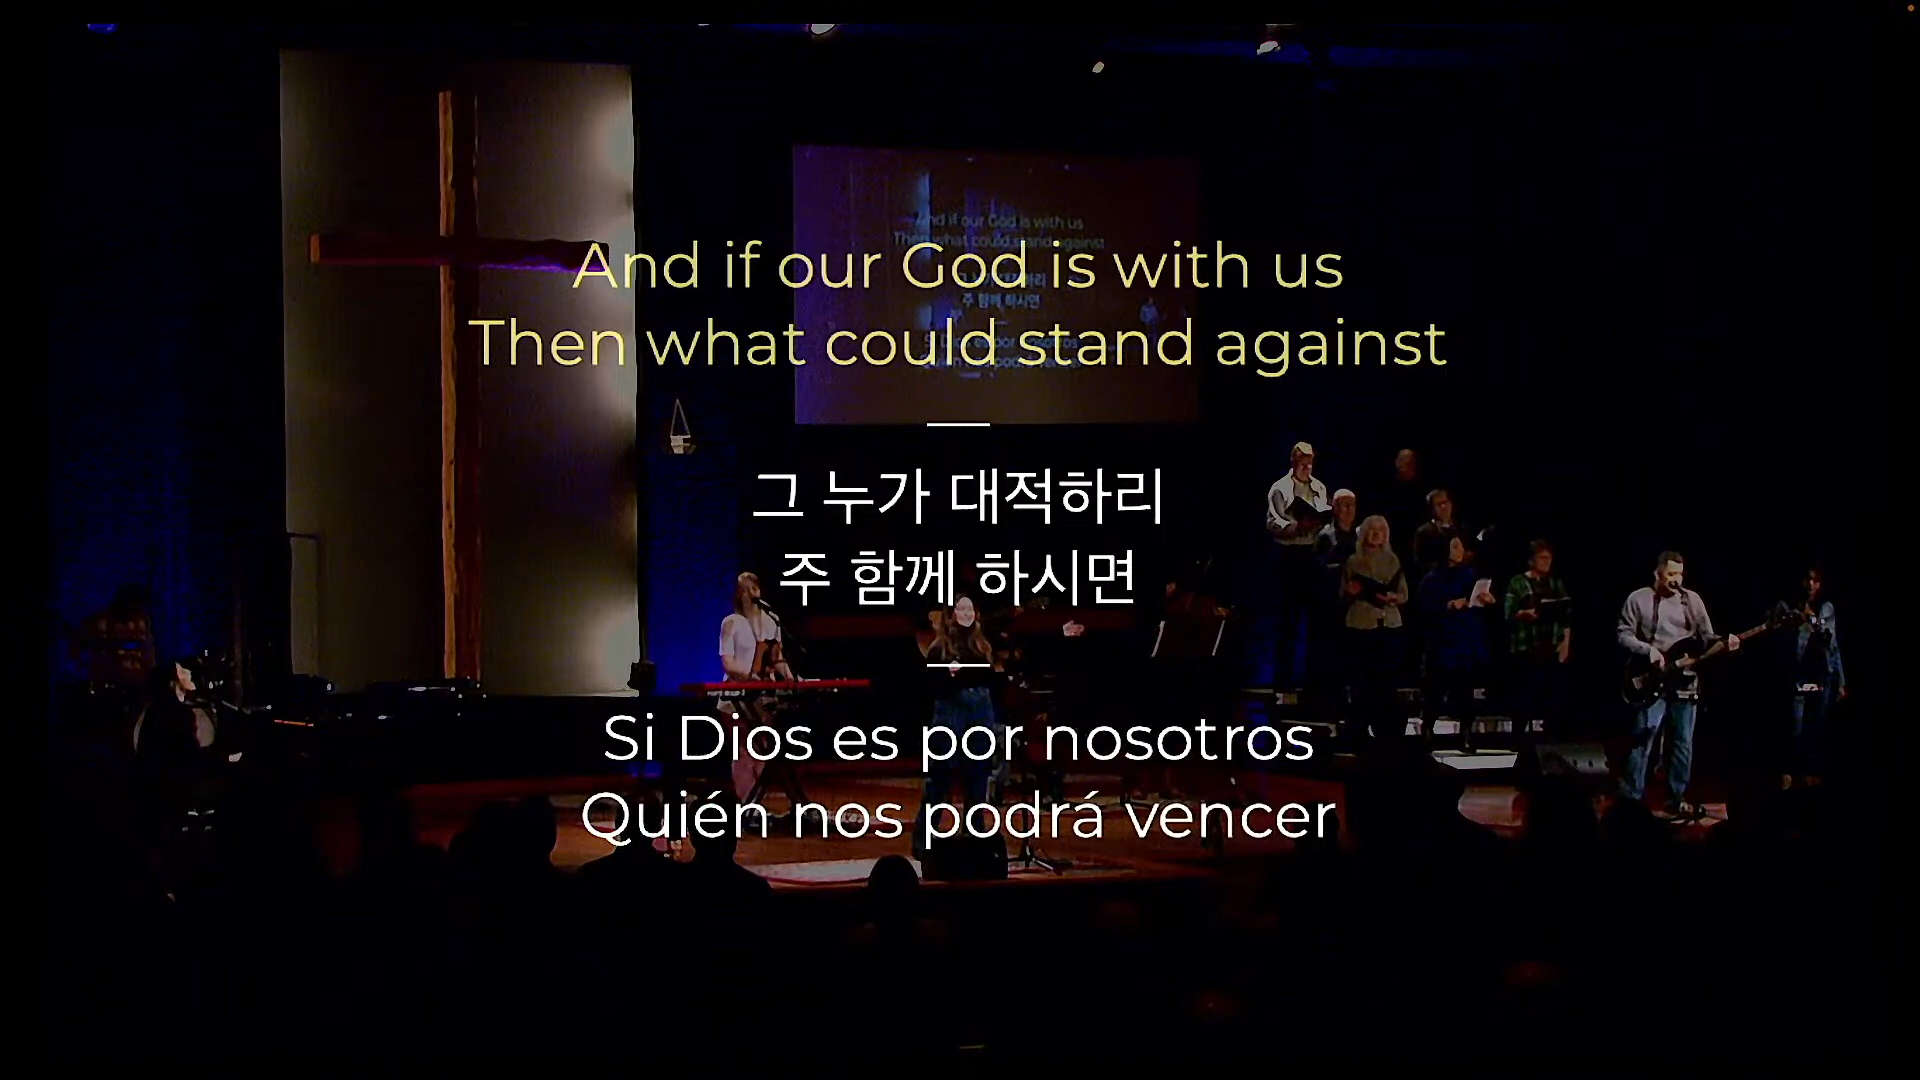 And if our God is with us
Then what could stand against
그 누가 대적하리
주 함께 하시면
Si Dios es por nosotros
Quién nos podrá vencer